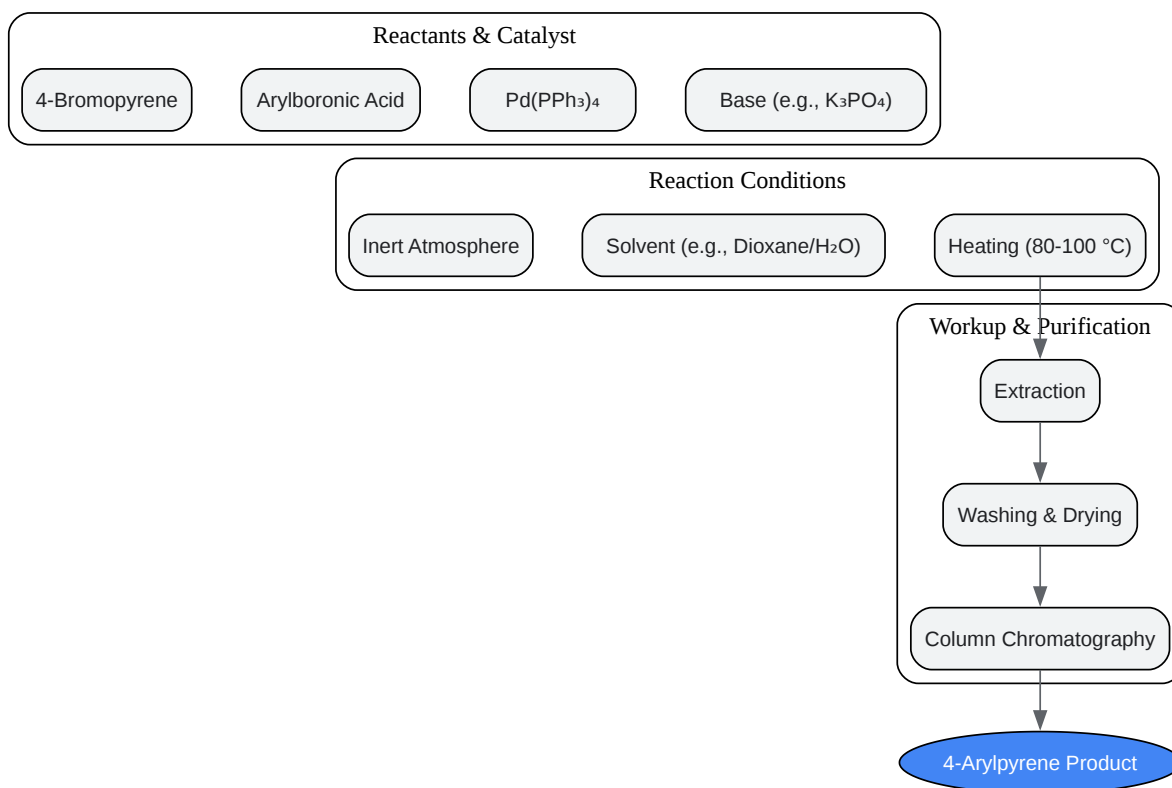 Reactants & Catalyst
4-Bromopyrene
Arylboronic Acid
Pd(PPh₃)₄
Base (e.g., K₃PO₄)
Reaction Conditions
Inert Atmosphere
Solvent (e.g., Dioxane/H₂O)
Heating (80-100 °C)
Workup & Purification
Extraction
Washing & Drying
Column Chromatography
4-Arylpyrene Product